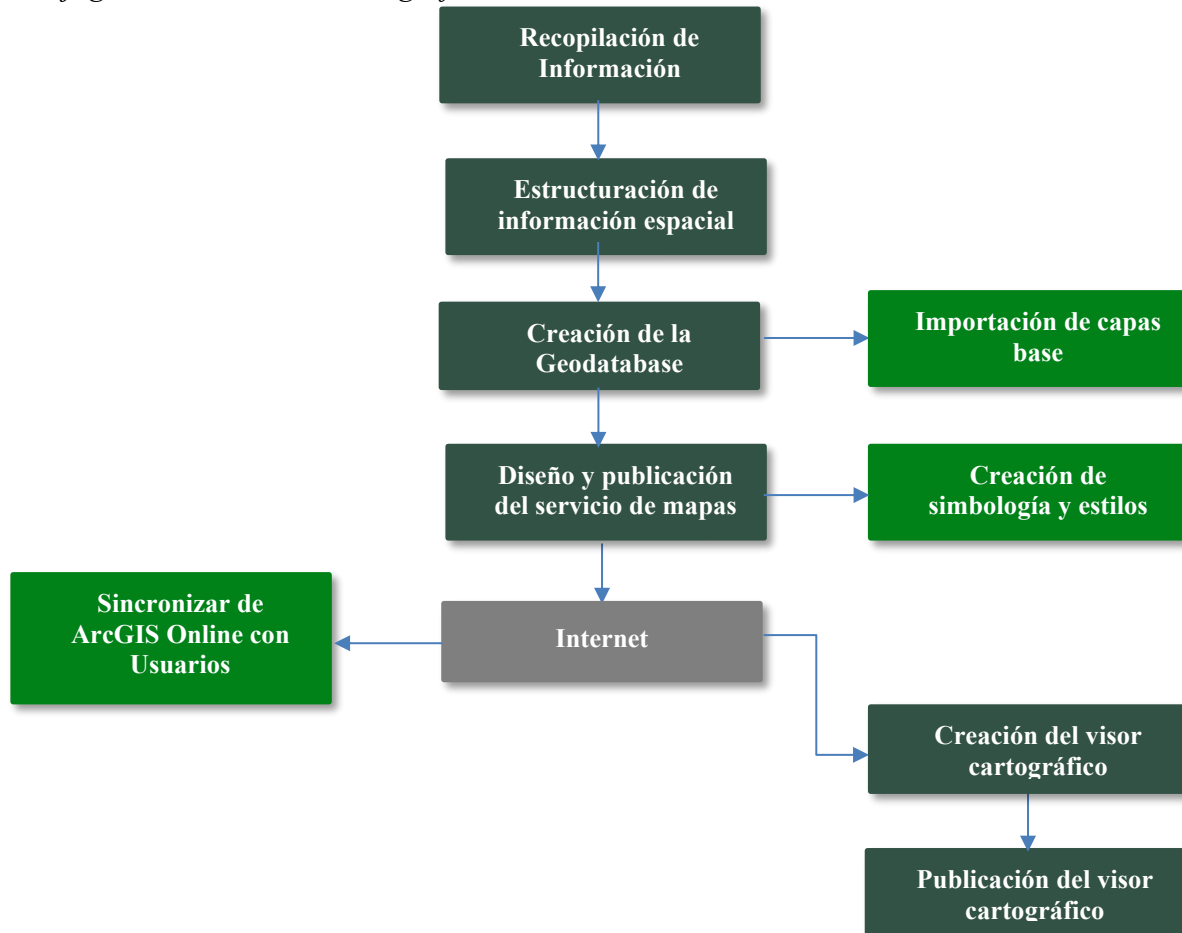 Recopilación de
Información
Estructuración de
información espacial
Creación de la
Geodatabase
Importación de capas
base
Diseño y publicación
del servicio de mapas
Creación de
simbología y estilos
Sincronizar de
ArcGIS Online con
Usuarios
Internet
Creación del visor
cartográfico
Publicación del visor
cartográfico